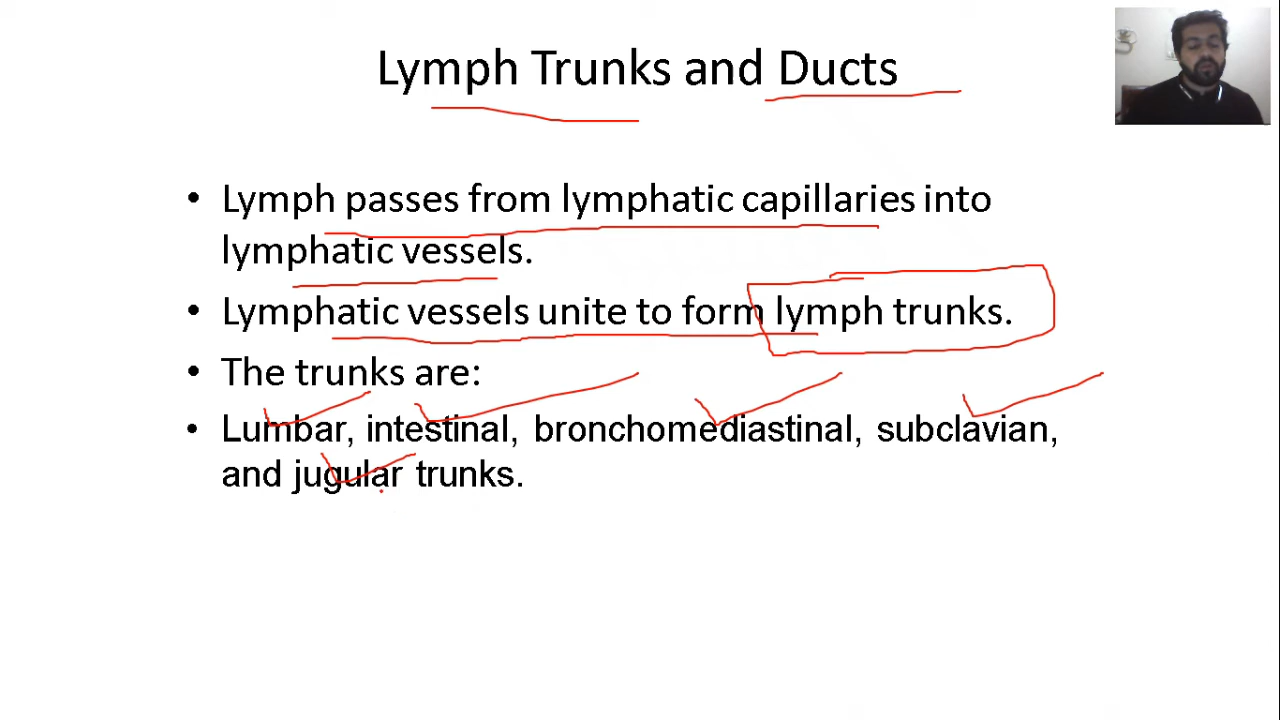 Lymph Trunks and Ducts
• Lymph passes from lymphatic capillaries into
lymphatic vessels.
• Lymphatic vessels unite to form lymph trunks.
• The trunks are:
• Lumbar, intestinal, bronchomediastinal, subclavian,
and jugular trunks.